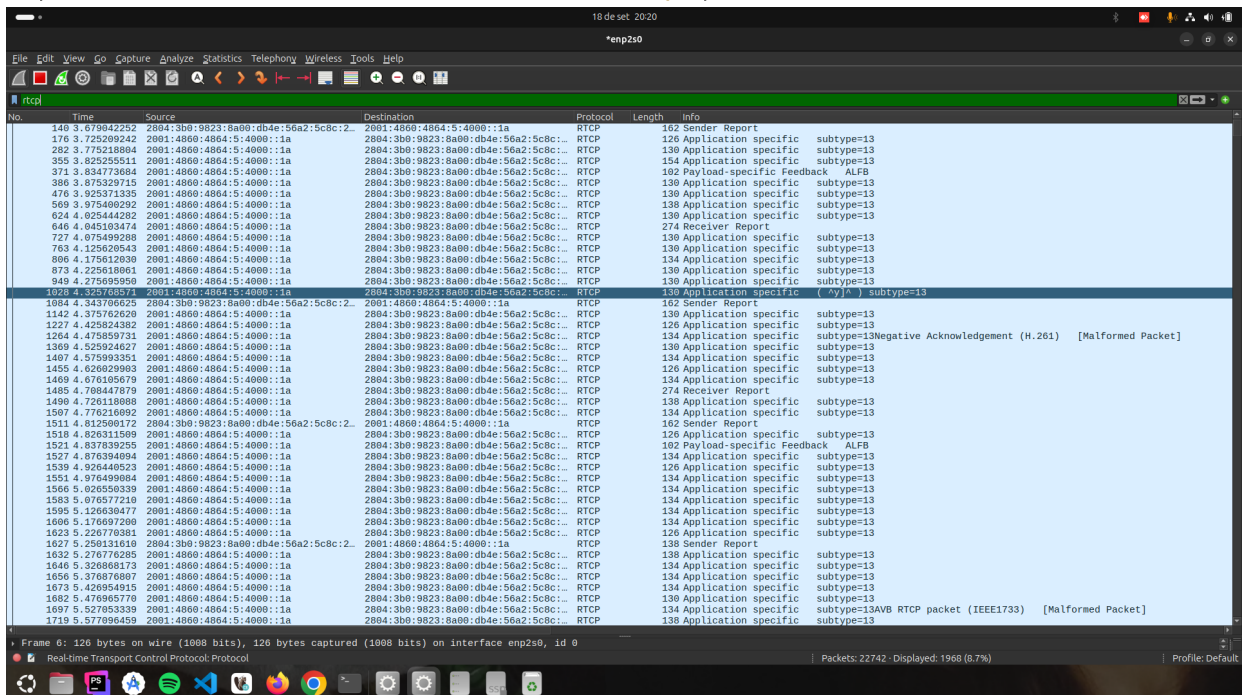 18 de set 20:20
*enp2s0
File Edit View Go Capture Analyze Statistics Telephony Wireless Tools Help
rtcp
No. Time Source Destination Protocol Length Info
140 3.679042252 2804:3b0:9823:8a00:db4e:56a2:5c8c:2… 2001:4860:4864:5:4000::1a RTCP 162 Sender Report
176 3.725209242 2001:4860:4864:5:4000::1a 2804:3b0:9823:8a00:db4e:56a2:5c8c:… RTCP 126 Application specific subtype=13
282 3.775218804 2001:4860:4864:5:4000::1a 2804:3b0:9823:8a00:db4e:56a2:5c8c:… RTCP 130 Application specific subtype=13
355 3.825255511 2001:4860:4864:5:4000::1a 2804:3b0:9823:8a00:db4e:56a2:5c8c:… RTCP 154 Application specific subtype=13
371 3.834773684 2001:4860:4864:5:4000::1a 2804:3b0:9823:8a00:db4e:56a2:5c8c:… RTCP 102 Payload-specific Feedback ALFB
386 3.875329715 2001:4860:4864:5:4000::1a 2804:3b0:9823:8a00:db4e:56a2:5c8c:… RTCP 130 Application specific subtype=13
476 3.925371335 2001:4860:4864:5:4000::1a 2804:3b0:9823:8a00:db4e:56a2:5c8c:… RTCP 130 Application specific subtype=13
569 3.975400292 2001:4860:4864:5:4000::1a 2804:3b0:9823:8a00:db4e:56a2:5c8c:… RTCP 138 Application specific subtype=13
624 4.025444282 2001:4860:4864:5:4000::1a 2804:3b0:9823:8a00:db4e:56a2:5c8c:… RTCP 130 Application specific subtype=13
646 4.045103474 2001:4860:4864:5:4000::1a 2804:3b0:9823:8a00:db4e:56a2:5c8c:… RTCP 274 Receiver Report
727 4.075499288 2001:4860:4864:5:4000::1a 2804:3b0:9823:8a00:db4e:56a2:5c8c:… RTCP 130 Application specific subtype=13
763 4.125620543 2001:4860:4864:5:4000::1a 2804:3b0:9823:8a00:db4e:56a2:5c8c:… RTCP 130 Application specific subtype=13
806 4.175612030 2001:4860:4864:5:4000::1a 2804:3b0:9823:8a00:db4e:56a2:5c8c:… RTCP 134 Application specific subtype=13
873 4.225618061 2001:4860:4864:5:4000::1a 2804:3b0:9823:8a00:db4e:56a2:5c8c:… RTCP 130 Application specific subtype=13
949 4.275695950 2001:4860:4864:5:4000::1a 2804:3b0:9823:8a00:db4e:56a2:5c8c:… RTCP 130 Application specific subtype=13
1028 4.325768571 2001:4860:4864:5:4000::1a 2804:3b0:9823:8a00:db4e:56a2:5c8c:… RTCP 130 Application specific ( ^y]^ ) subtype=13
1084 4.343706625 2804:3b0:9823:8a00:db4e:56a2:5c8c:2… 2001:4860:4864:5:4000::1a RTCP 162 Sender Report
1142 4.375762620 2001:4860:4864:5:4000::1a 2804:3b0:9823:8a00:db4e:56a2:5c8c:… RTCP 130 Application specific subtype=13
1227 4.425824382 2001:4860:4864:5:4000::1a 2804:3b0:9823:8a00:db4e:56a2:5c8c:… RTCP 126 Application specific subtype=13
1264 4.475859731 2001:4860:4864:5:4000::1a 2804:3b0:9823:8a00:db4e:56a2:5c8c:… RTCP 134 Application specific subtype=13Negative Acknowledgement (H.261) [Malformed Packet]
1369 4.525924627 2001:4860:4864:5:4000::1a 2804:3b0:9823:8a00:db4e:56a2:5c8c:… RTCP 130 Application specific subtype=13
1407 4.575993351 2001:4860:4864:5:4000::1a 2804:3b0:9823:8a00:db4e:56a2:5c8c:… RTCP 134 Application specific subtype=13
1455 4.626029903 2001:4860:4864:5:4000::1a 2804:3b0:9823:8a00:db4e:56a2:5c8c:… RTCP 126 Application specific subtype=13
1469 4.676105679 2001:4860:4864:5:4000::1a 2804:3b0:9823:8a00:db4e:56a2:5c8c:… RTCP 134 Application specific subtype=13
1485 4.708447879 2001:4860:4864:5:4000::1a 2804:3b0:9823:8a00:db4e:56a2:5c8c:… RTCP 274 Receiver Report
1490 4.726118088 2001:4860:4864:5:4000::1a 2804:3b0:9823:8a00:db4e:56a2:5c8c:… RTCP 138 Application specific subtype=13
1507 4.776216092 2001:4860:4864:5:4000::1a 2804:3b0:9823:8a00:db4e:56a2:5c8c:… RTCP 134 Application specific subtype=13
1511 4.812500172 2804:3b0:9823:8a00:db4e:56a2:5c8c:2… 2001:4860:4864:5:4000::1a RTCP 162 Sender Report
1518 4.826311509 2001:4860:4864:5:4000::1a 2804:3b0:9823:8a00:db4e:56a2:5c8c:… RTCP 126 Application specific subtype=13
1521 4.837839255 2001:4860:4864:5:4000::1a 2804:3b0:9823:8a00:db4e:56a2:5c8c:… RTCP 102 Payload-specific Feedback ALFB
1527 4.876394094 2001:4860:4864:5:4000::1a 2804:3b0:9823:8a00:db4e:56a2:5c8c:… RTCP 134 Application specific subtype=13
1539 4.926440523 2001:4860:4864:5:4000::1a 2804:3b0:9823:8a00:db4e:56a2:5c8c:… RTCP 126 Application specific subtype=13
1551 4.976499084 2001:4860:4864:5:4000::1a 2804:3b0:9823:8a00:db4e:56a2:5c8c:… RTCP 134 Application specific subtype=13
1566 5.026550339 2001:4860:4864:5:4000::1a 2804:3b0:9823:8a00:db4e:56a2:5c8c:… RTCP 134 Application specific subtype=13
1583 5.076577210 2001:4860:4864:5:4000::1a 2804:3b0:9823:8a00:db4e:56a2:5c8c:… RTCP 134 Application specific subtype=13
1595 5.126630477 2001:4860:4864:5:4000::1a 2804:3b0:9823:8a00:db4e:56a2:5c8c:… RTCP 134 Application specific subtype=13
1606 5.176697200 2001:4860:4864:5:4000::1a 2804:3b0:9823:8a00:db4e:56a2:5c8c:… RTCP 134 Application specific subtype=13
1623 5.226770381 2001:4860:4864:5:4000::1a 2804:3b0:9823:8a00:db4e:56a2:5c8c:… RTCP 126 Application specific subtype=13
1627 5.250131610 2804:3b0:9823:8a00:db4e:56a2:5c8c:2… 2001:4860:4864:5:4000::1a RTCP 138 Sender Report
1632 5.276776285 2001:4860:4864:5:4000::1a 2804:3b0:9823:8a00:db4e:56a2:5c8c:… RTCP 138 Application specific subtype=13
1646 5.326868173 2001:4860:4864:5:4000::1a 2804:3b0:9823:8a00:db4e:56a2:5c8c:… RTCP 134 Application specific subtype=13
1656 5.376876807 2001:4860:4864:5:4000::1a 2804:3b0:9823:8a00:db4e:56a2:5c8c:… RTCP 134 Application specific subtype=13
1673 5.426954915 2001:4860:4864:5:4000::1a 2804:3b0:9823:8a00:db4e:56a2:5c8c:… RTCP 134 Application specific subtype=13
1682 5.476965770 2001:4860:4864:5:4000::1a 2804:3b0:9823:8a00:db4e:56a2:5c8c:… RTCP 130 Application specific subtype=13
1697 5.527053339 2001:4860:4864:5:4000::1a 2804:3b0:9823:8a00:db4e:56a2:5c8c:… RTCP 134 Application specific subtype=13AVB RTCP packet (IEEE1733) [Malformed Packet]
1719 5.577096459 2001:4860:4864:5:4000::1a 2804:3b0:9823:8a00:db4e:56a2:5c8c:… RTCP 138 Application specific subtype=13
Frame 6: 126 bytes on wire (1008 bits), 126 bytes captured (1008 bits) on interface enp2s0, id 0
Real-time Transport Control Protocol: Protocol Packets: 22742 · Displayed: 1968 (8.7%) Profile: Default
PS